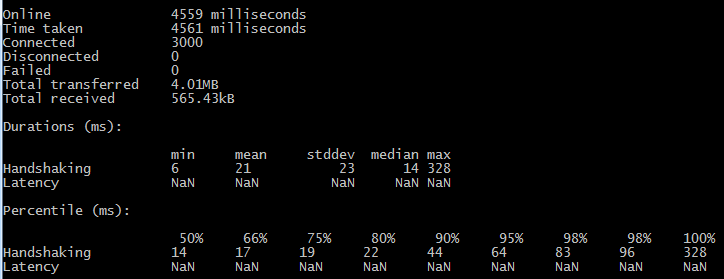 Online 4559 milliseconds
Time taken 4561 milliseconds
Connected 3000
Disconnected 0
Failed 0
Total transferred 4.01MB
Total received 565.43kB
Durations (ms):
min mean stddev median max
Handshaking 6 21 23 14 328
Latency NaN NaN NaN NaN NaN
Percentile (ms):
50% 66% 75% 80% 90% 95% 98% 98% 100%
Handshaking 14 17 19 22 44 64 83 96 328
Latency NaN NaN NaN NaN NaN NaN NaN NaN NaN